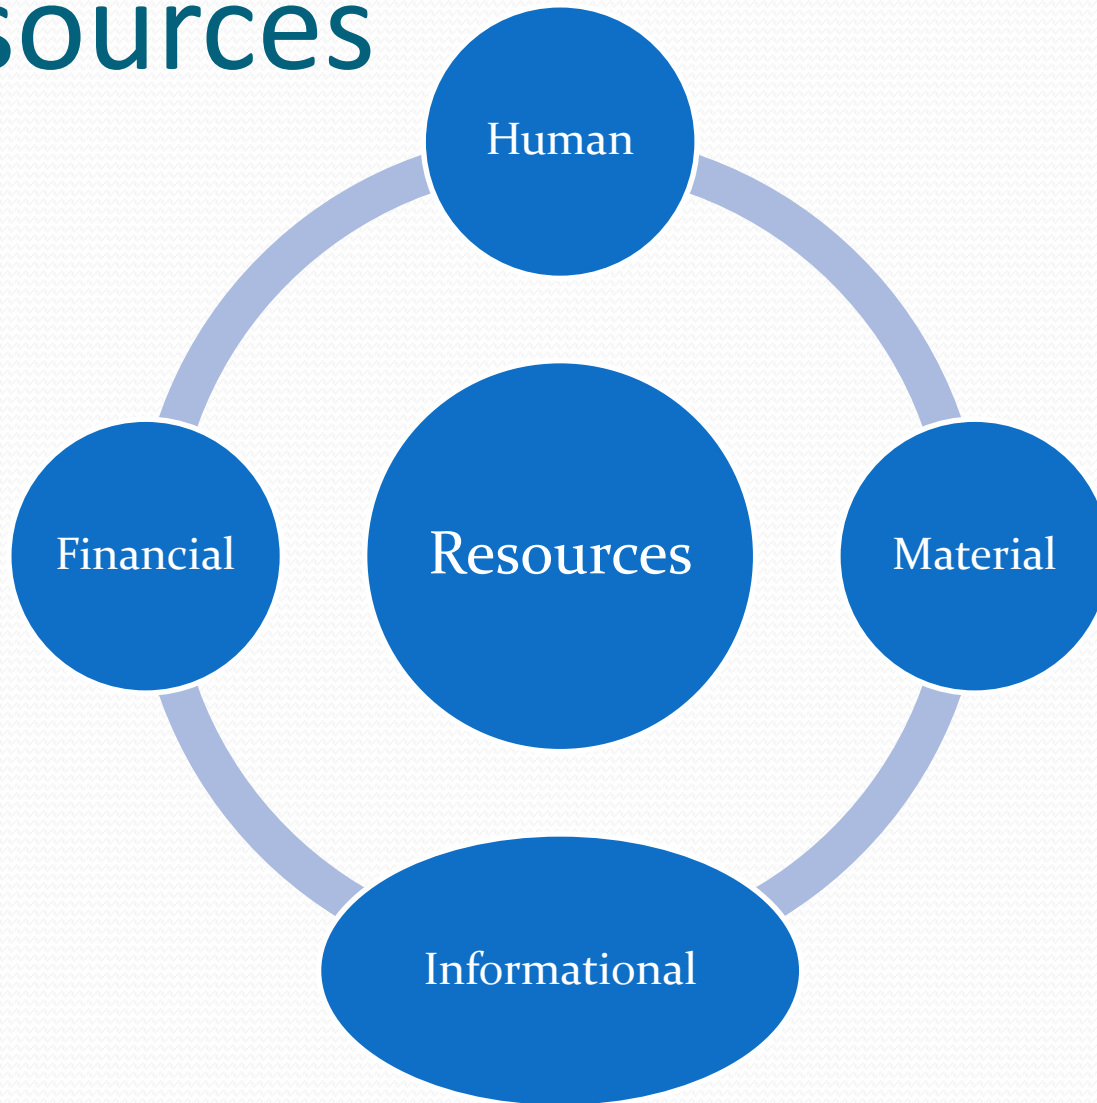 sources
Human
Financial
Resources
Material
Informational